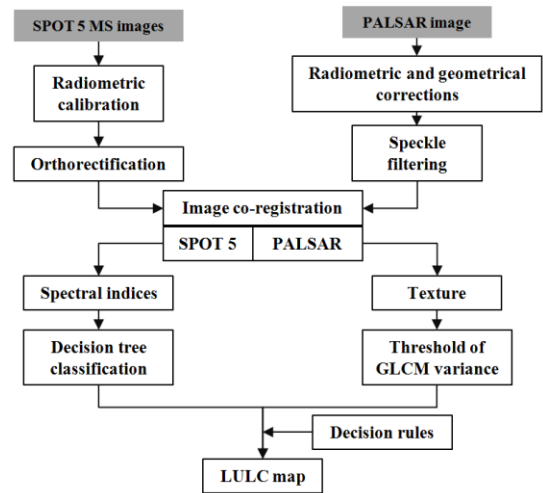 SPOT 5 MS images
PALSAR image
Radiometric
calibration
Radiometric and geometrical
corrections
Orthorectification
Speckle
filtering
Image co-registration
SPOT 5
PALSAR
Spectral indices
Texture
Decision tree
classification
Threshold of
GLCM variance
Decision rules
LULC map